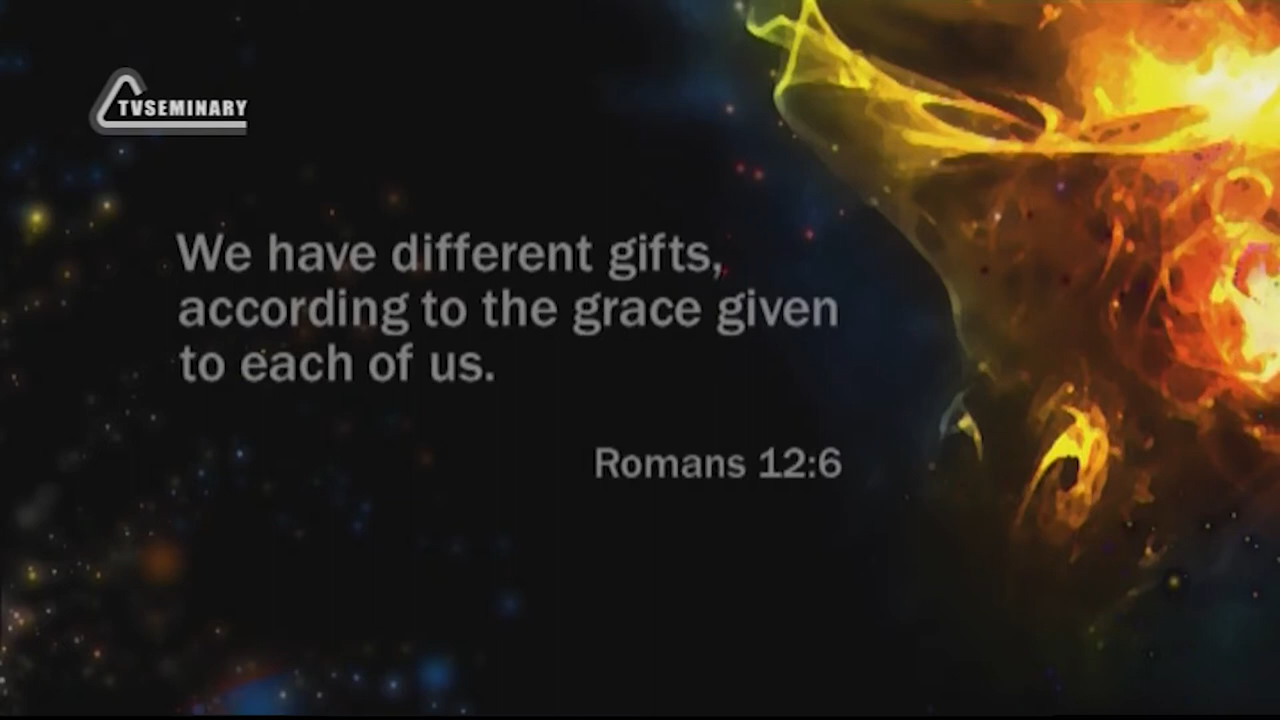 TVSEMINARY
We have different gifts,
according to the grace given
to each of us.
Romans 12:6